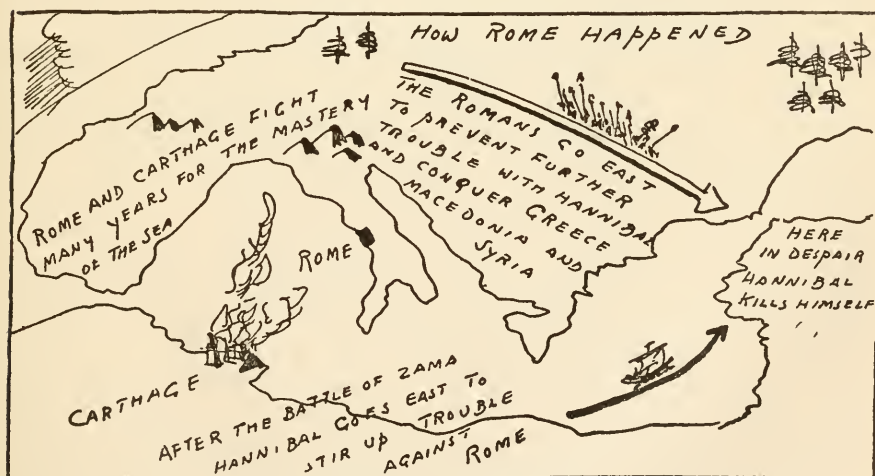 HOW ROME HAPPENED
ROME AND CARTHAGE FIGHT
MANY YEARS FOR THE MASTERY
OF THE SEA
THE ROMANS GO EAST
TO PREVENT FURTHER
TROUBLE WITH HANNIBAL
AND CONQUER GREECE
MACEDONIA AND
SYRIA
ROME
HERE
IN DESPAIR
HANNIBAL
KILLS HIMSELF
CARTHAGE
AFTER THE BATTLE OF ZAMA
HANNIBAL GOES EAST TO
STIR UP TROUBLE
AGAINST
ROME